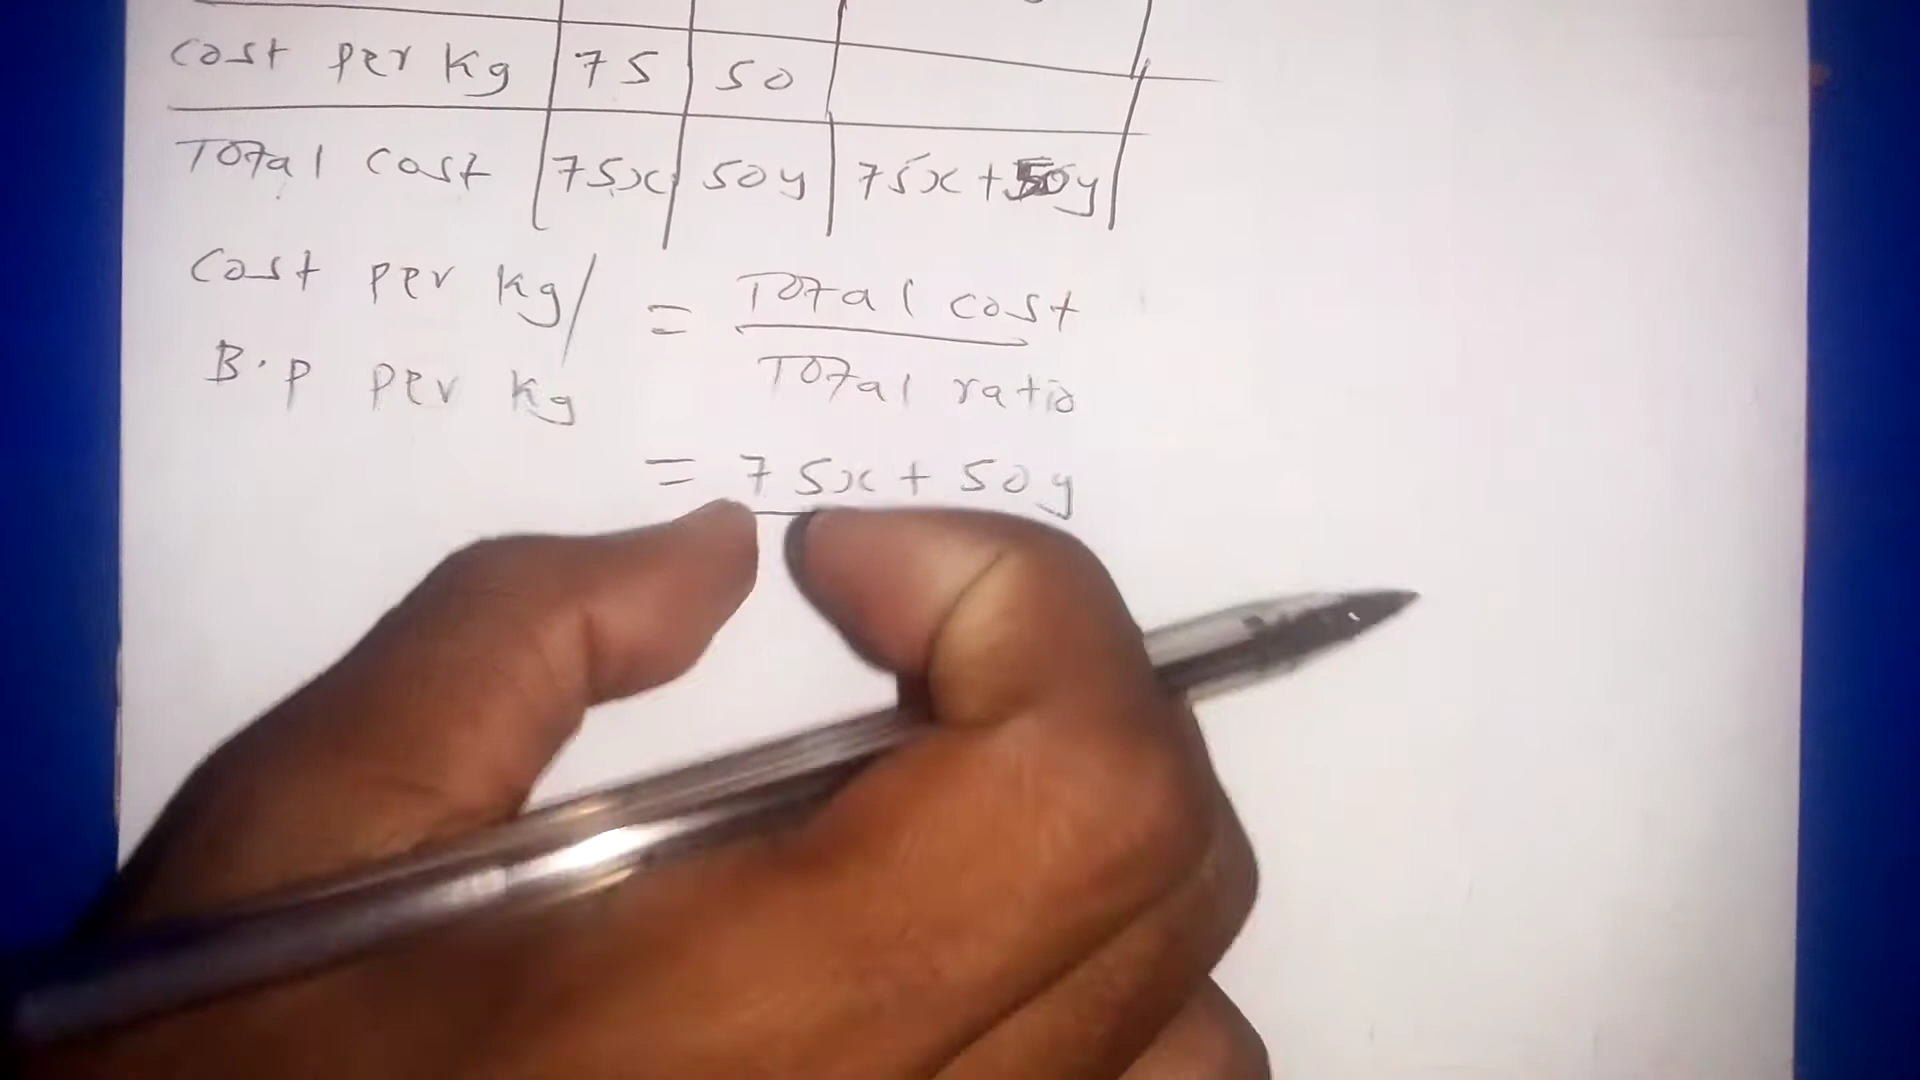 Cost per kg 75 50
Total cost 75x 50y 75x + 50y
Cost per kg/ = Total cost
B.p per kg Total ratio
= 75x + 50y